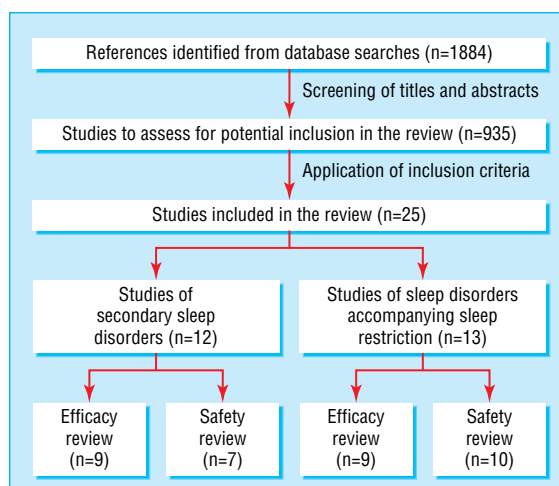 References identified from database searches (n=1884)
Screening of titles and abstracts
Studies to assess for potential inclusion in the review (n=935)
Application of inclusion criteria
Studies included in the review (n=25)
Studies of
secondary sleep
disorders (n=12)
Studies of sleep disorders
accompanying sleep
restriction (n=13)
Efficacy
review
(n=9)
Safety
review
(n=7)
Efficacy
review
(n=9)
Safety
review
(n=10)